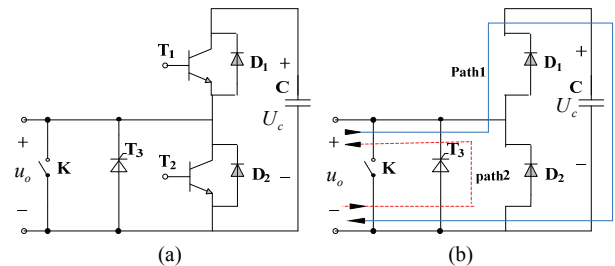 T1
+
D1
C
Uc
+
T3
T2
−
uo
K
D2
−
(a)
Path1
+
D1
C
Uc
+
T3
−
uo
K
D2
path2
−
(b)